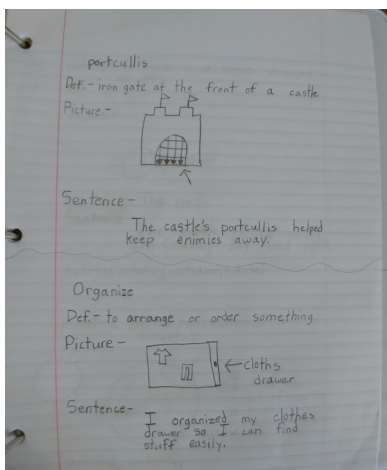 portcullis
Def.- iron gate at the front of a castle
Picture -
Sentence -
The castle's portcullis helped
keep enimies away.
Organize
Def.- to arrange or order something
Picture -
←cloths
drawer
Sentence-
I organized my clothes
drawer so I can find
stuff easily.